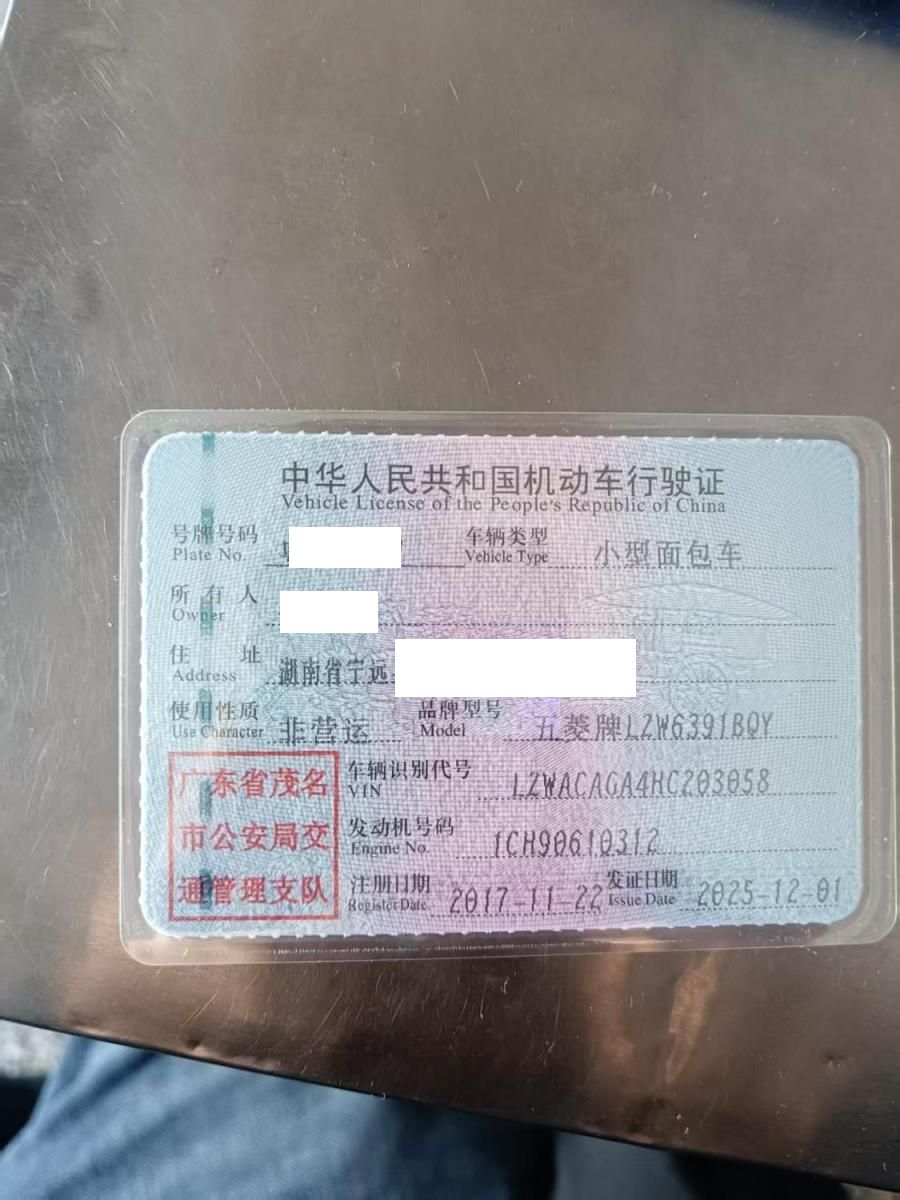 中华人民共和国机动车行驶证
Vehicle License of the People's Republic of China
号牌号码 车辆类型 小型面包车
Plate No. Vehicle Type
所有人
Owner
住址 湖南省宁远
Address
使用性质 非营运 品牌型号 五菱牌LZW6391BQY
Use Character Model
广东省茂名
市公安局交
通管理支队
车辆识别代号 LZWACAGA4HC203058
VIN
发动机号码 1CH90610312
Engine No.
注册日期 2017-11-22 发证日期 2025-12-01
Register Date Issue Date